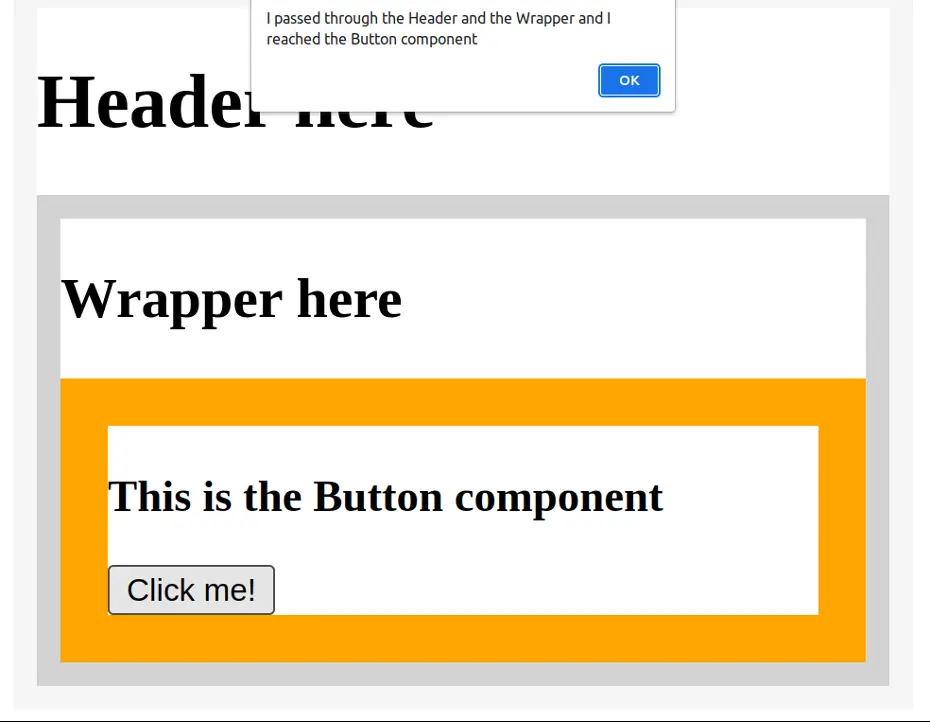 I passed through the Header and the Wrapper and I
reached the Button component
OK
Header here
Wrapper here
This is the Button component
Click me!